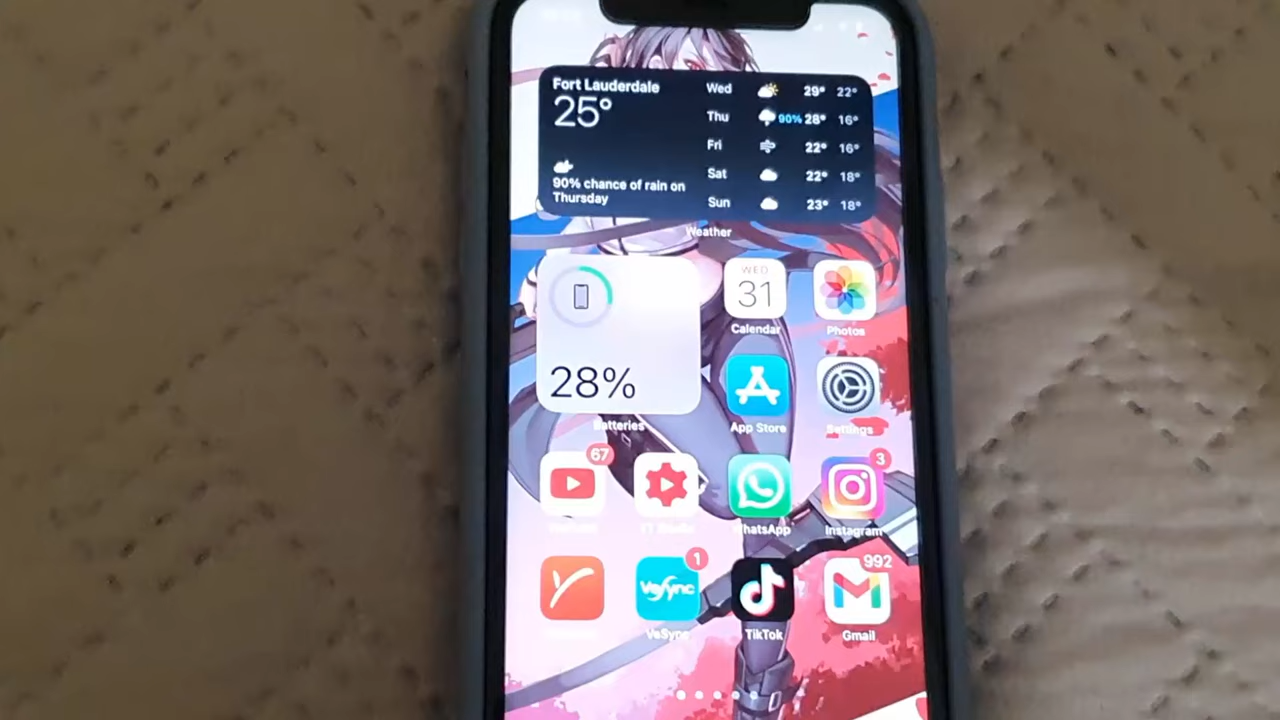 Fort Lauderdale
25°
90% chance of rain on
Thursday
Wed 29° 22°
Thu 90% 28° 16°
Fri 22° 16°
Sat 22° 18°
Sun 23° 18°
Weather
28%
Batteries
WED
31
Calendar
Photos
App Store
Settings
67
3
YT Studio
WhatsApp
Instagram
VeSync
1
992
VeSync
TikTok
Gmail